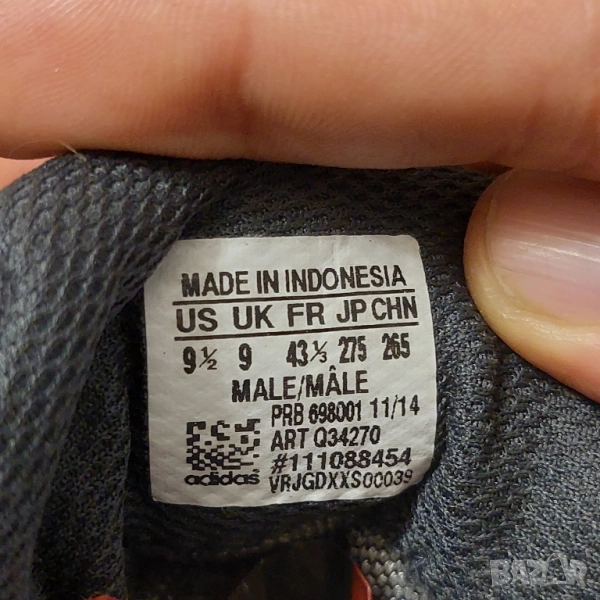 MADE IN INDONESIA
US UK FR JP CHN
9½ 9 43⅓ 275 265
MALE/MÂLE
PRB 698001 11/14
ART Q34270
#111088454
adidas VRJGDXXS00039
BAZAR